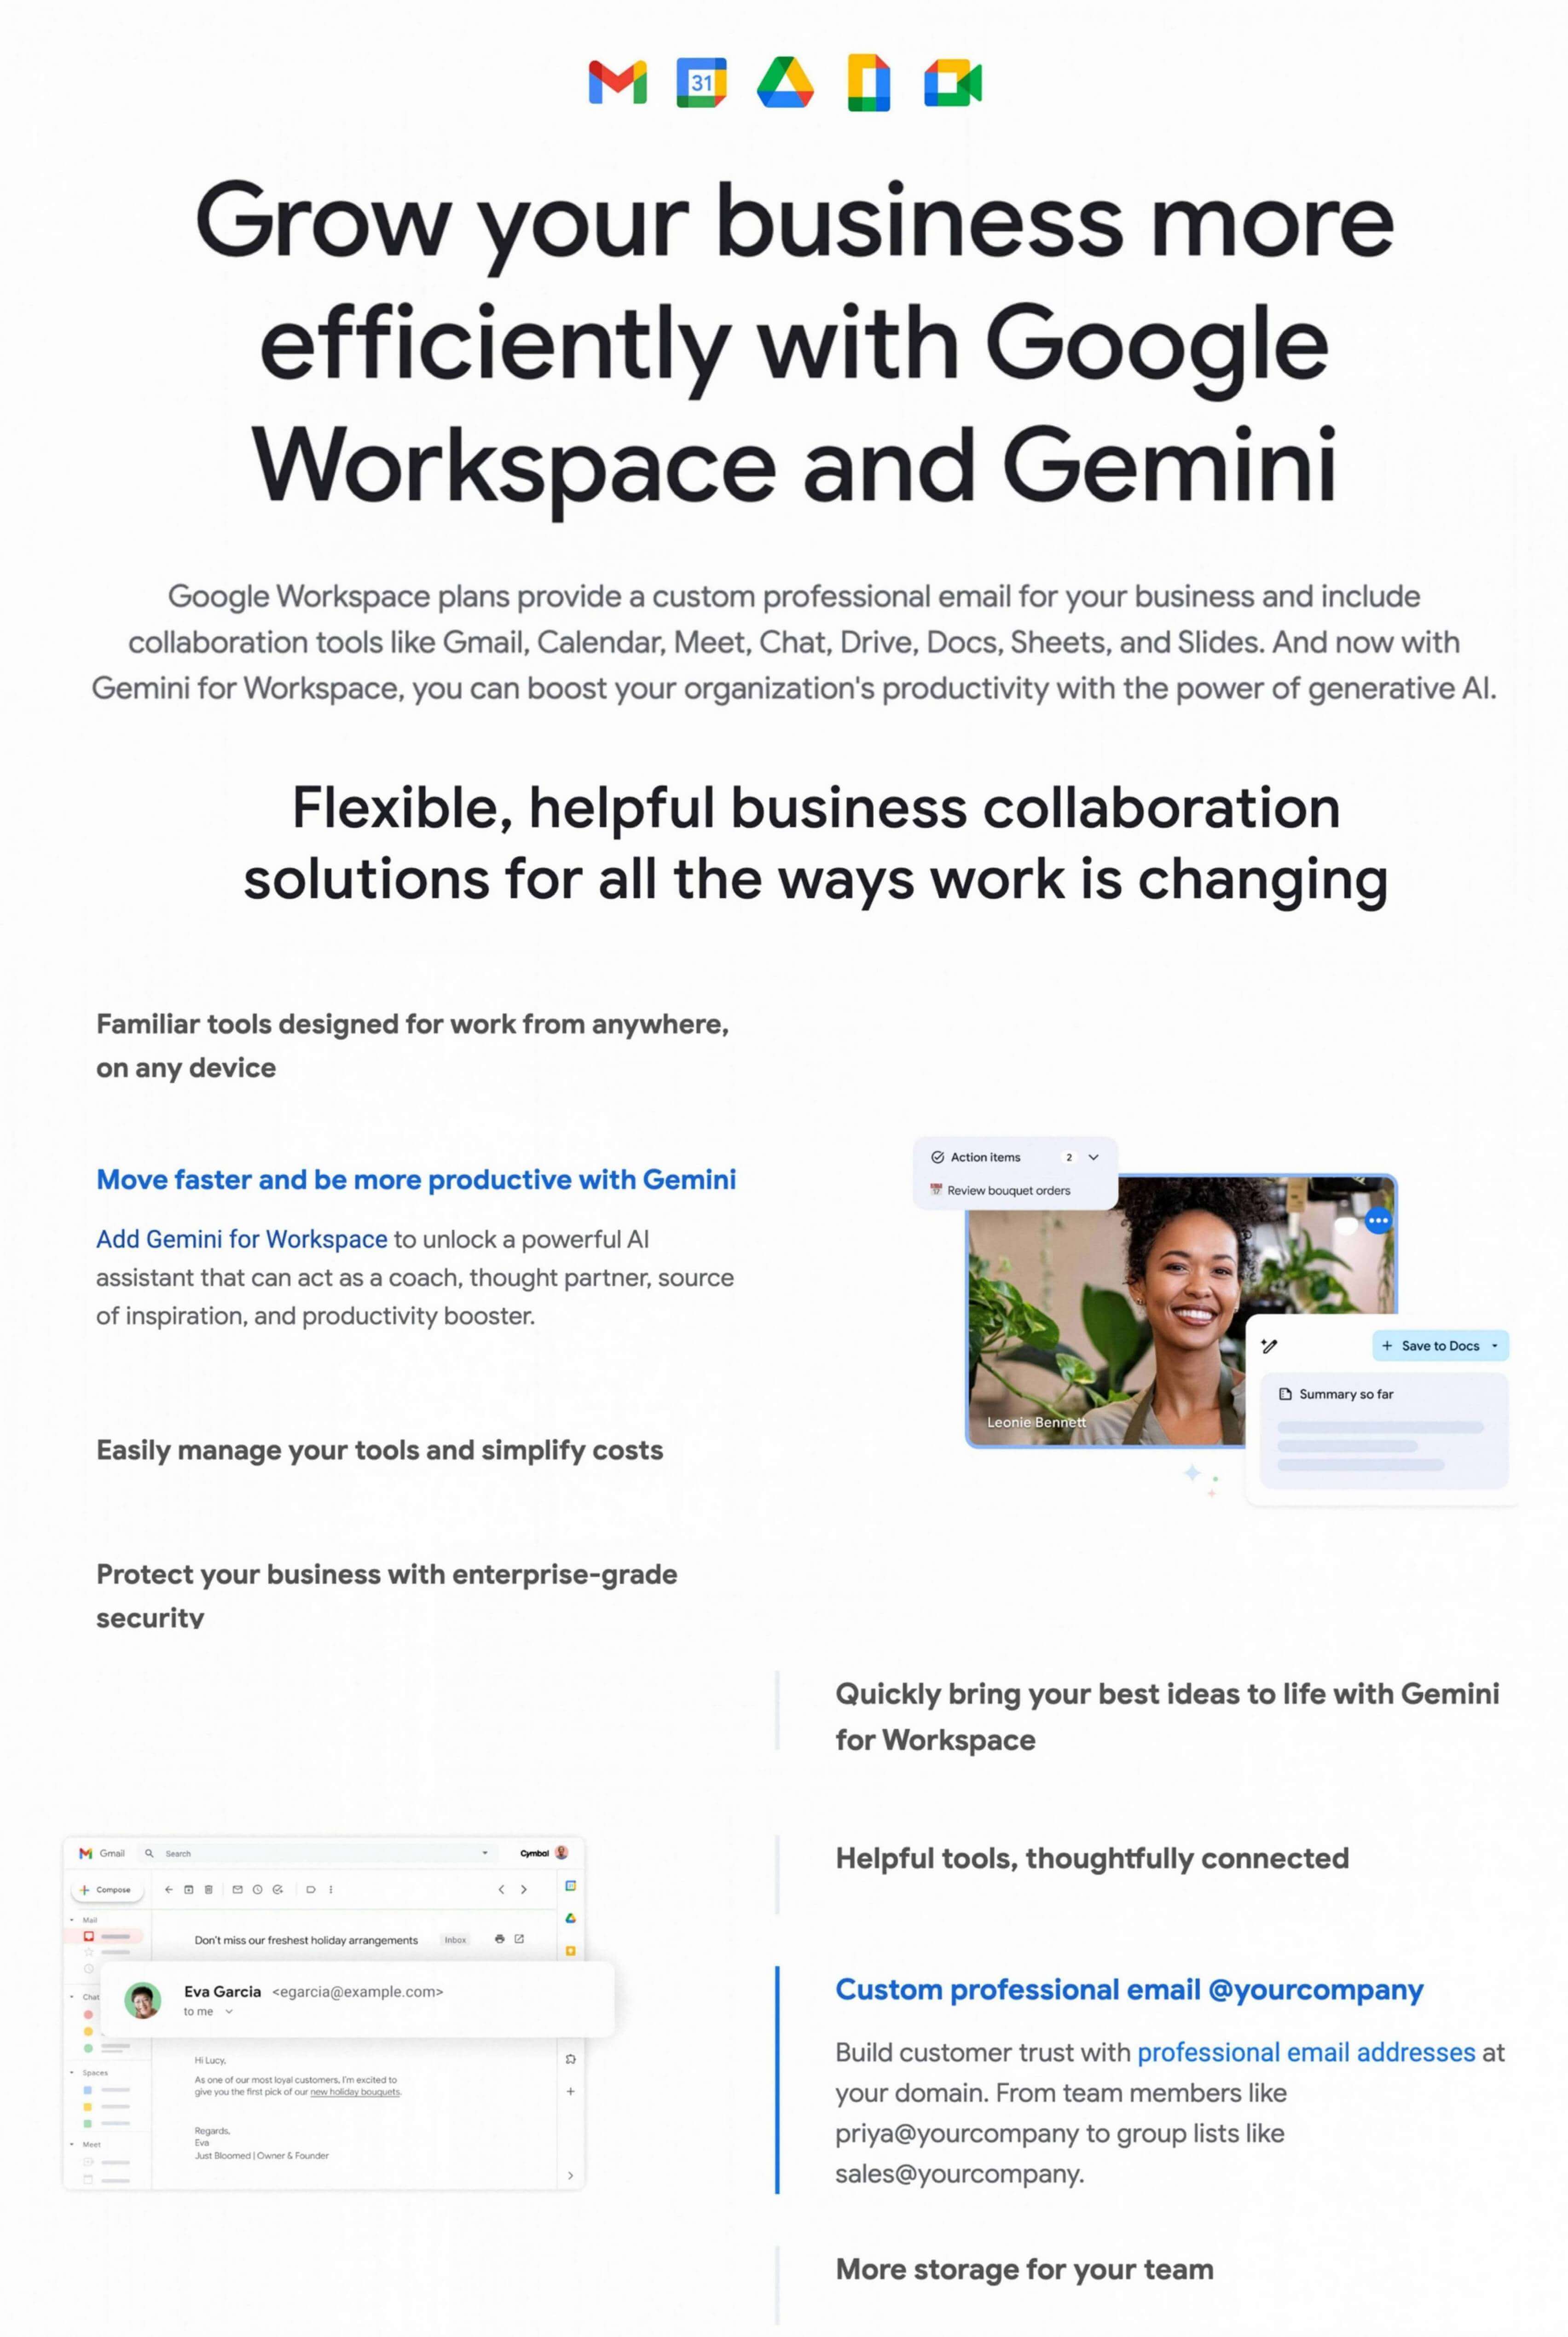 31
Grow your business more
efficiently with Google
Workspace and Gemini
Google Workspace plans provide a custom professional email for your business and include
collaboration tools like Gmail, Calendar, Meet, Chat, Drive, Docs, Sheets, and Slides. And now with
Gemini for Workspace, you can boost your organization's productivity with the power of generative AI.
Flexible, helpful business collaboration
solutions for all the ways work is changing
Familiar tools designed for work from anywhere,
on any device
Move faster and be more productive with Gemini
Add Gemini for Workspace to unlock a powerful AI
assistant that can act as a coach, thought partner, source
of inspiration, and productivity booster.
Easily manage your tools and simplify costs
Protect your business with enterprise-grade
security
Action items 2
Review bouquet orders
Leonie Bennett
+ Save to Docs
Summary so far
Gmail Search Cymbal
Compose
Mail
Don't miss our freshest holiday arrangements Inbox
Eva Garcia <egarcia@example.com>
to me
Chat
Hi Lucy,
As one of our most loyal customers, I'm excited to
give you the first pick of our new holiday bouquets.
Spaces
Regards,
Eva
Just Bloomed | Owner & Founder
Meet
Quickly bring your best ideas to life with Gemini
for Workspace
Helpful tools, thoughtfully connected
Custom professional email @yourcompany
Build customer trust with professional email addresses at
your domain. From team members like
priya@yourcompany to group lists like
sales@yourcompany.
More storage for your team